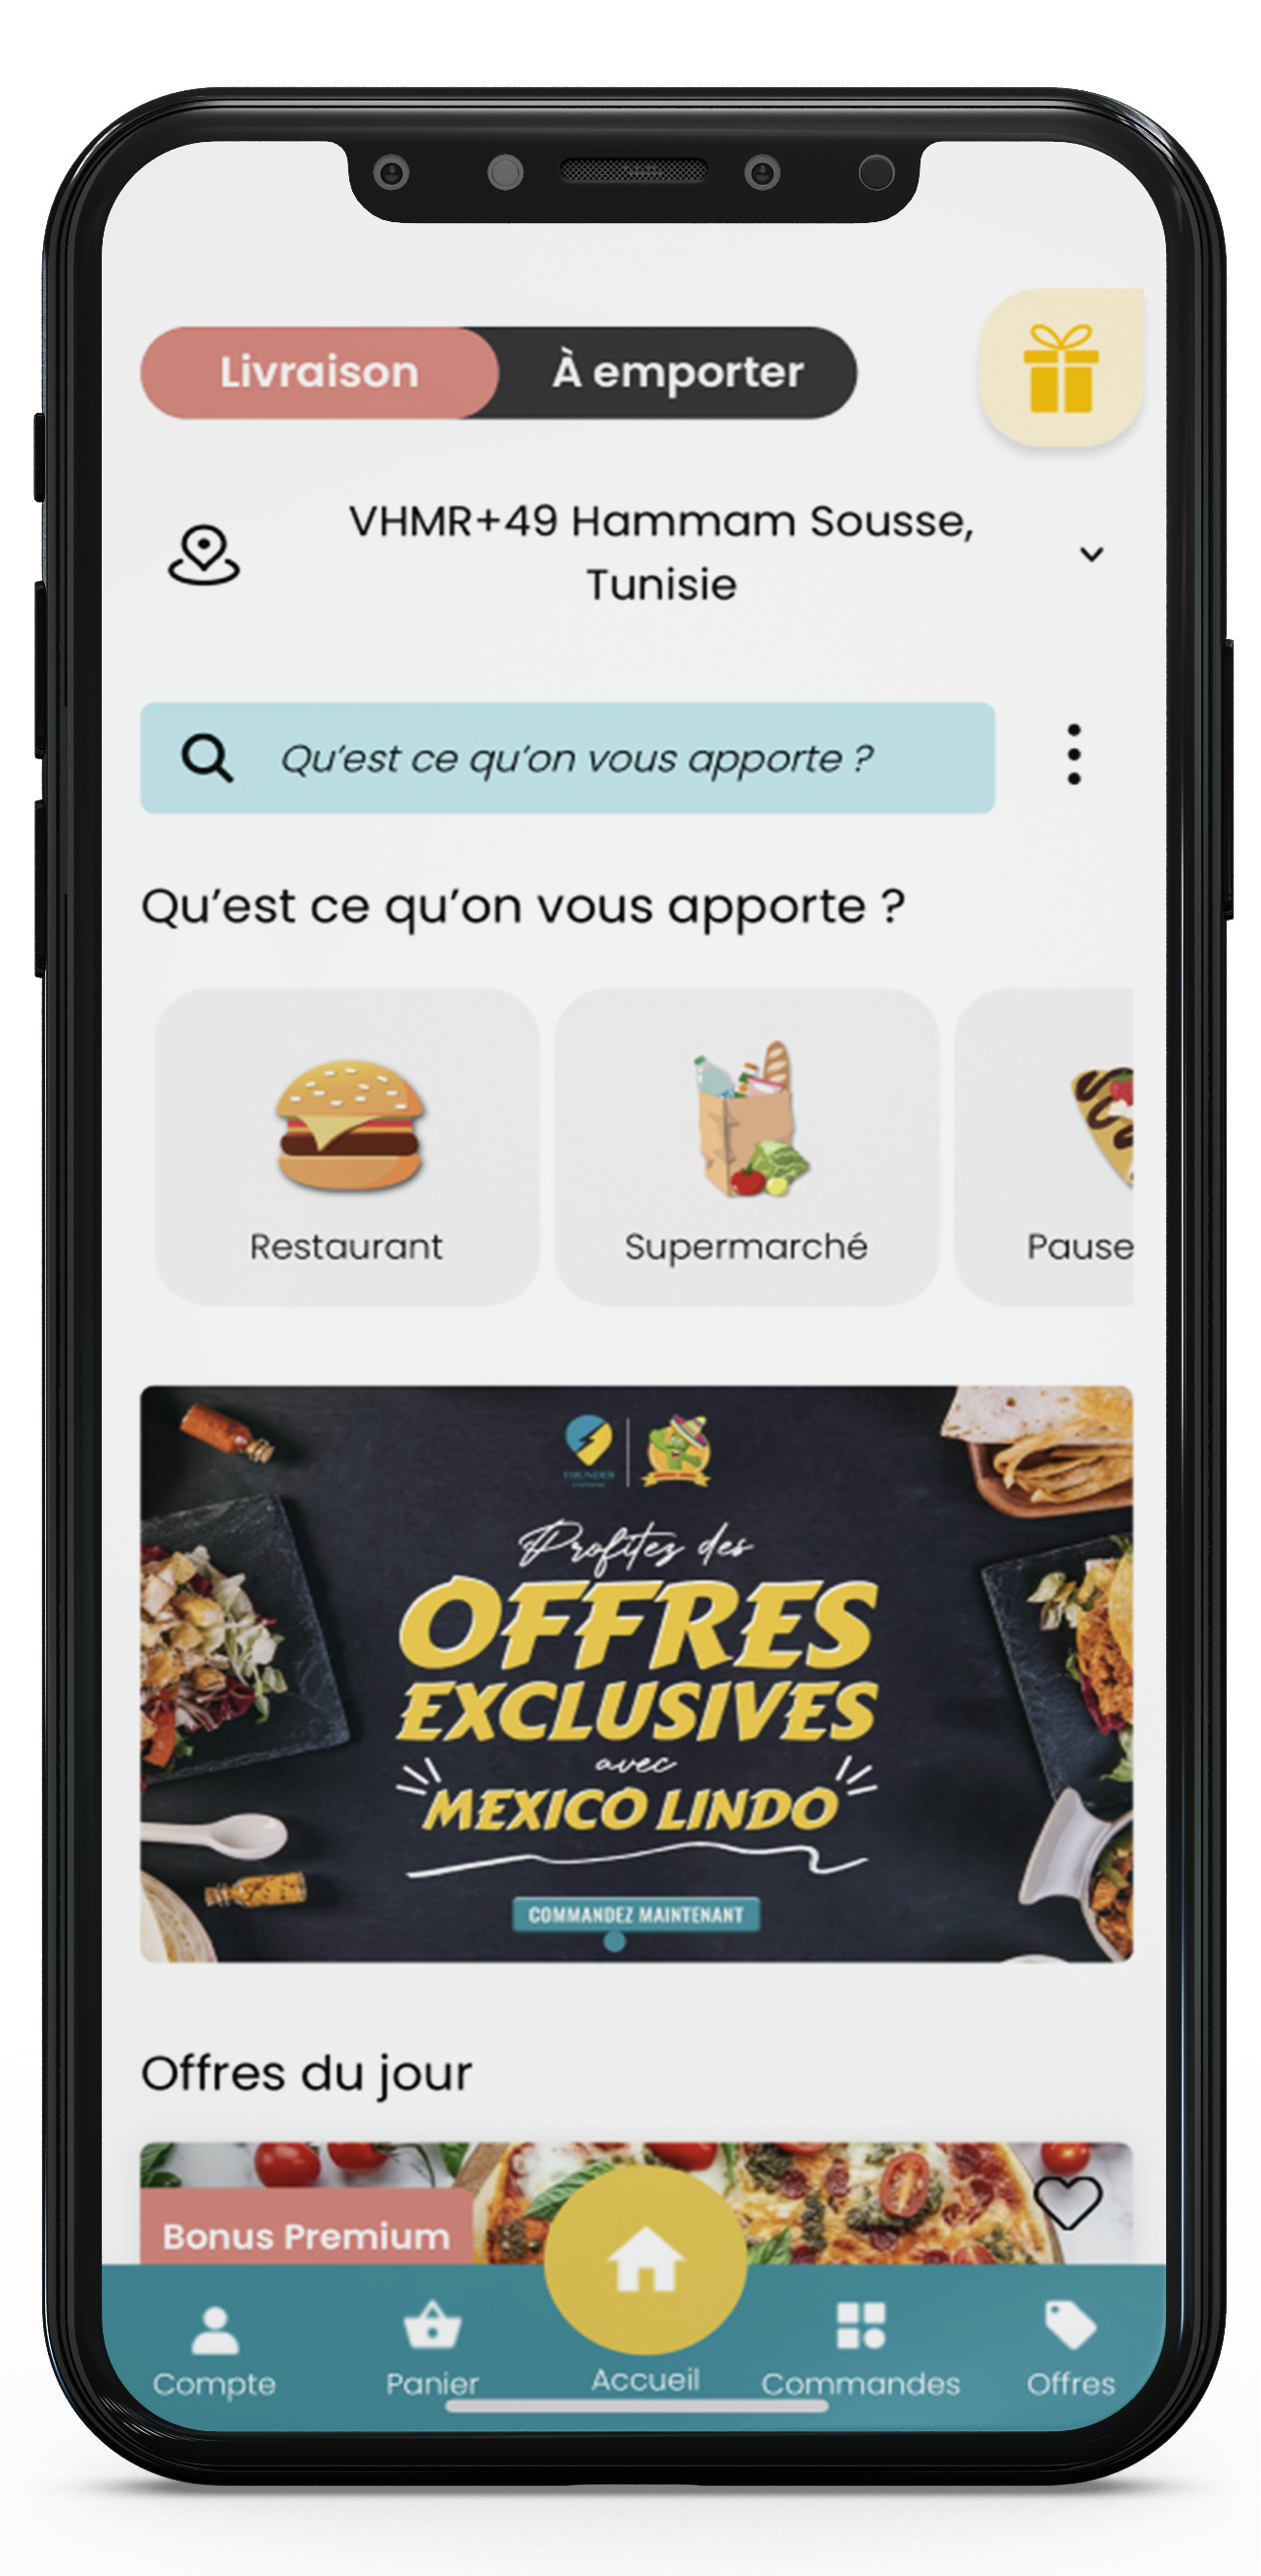 Livraison
À emporter
VHMR+49 Hammam Sousse,
Tunisie
Qu'est ce qu'on vous apporte ?
Qu'est ce qu'on vous apporte ?
Restaurant
Supermarché
Pause
THUNDER
Profitez des
OFFRES
EXCLUSIVES
avec
MEXICO LINDO
COMMANDEZ MAINTENANT
Offres du jour
Bonus Premium
Compte
Panier
Accueil
Commandes
Offres